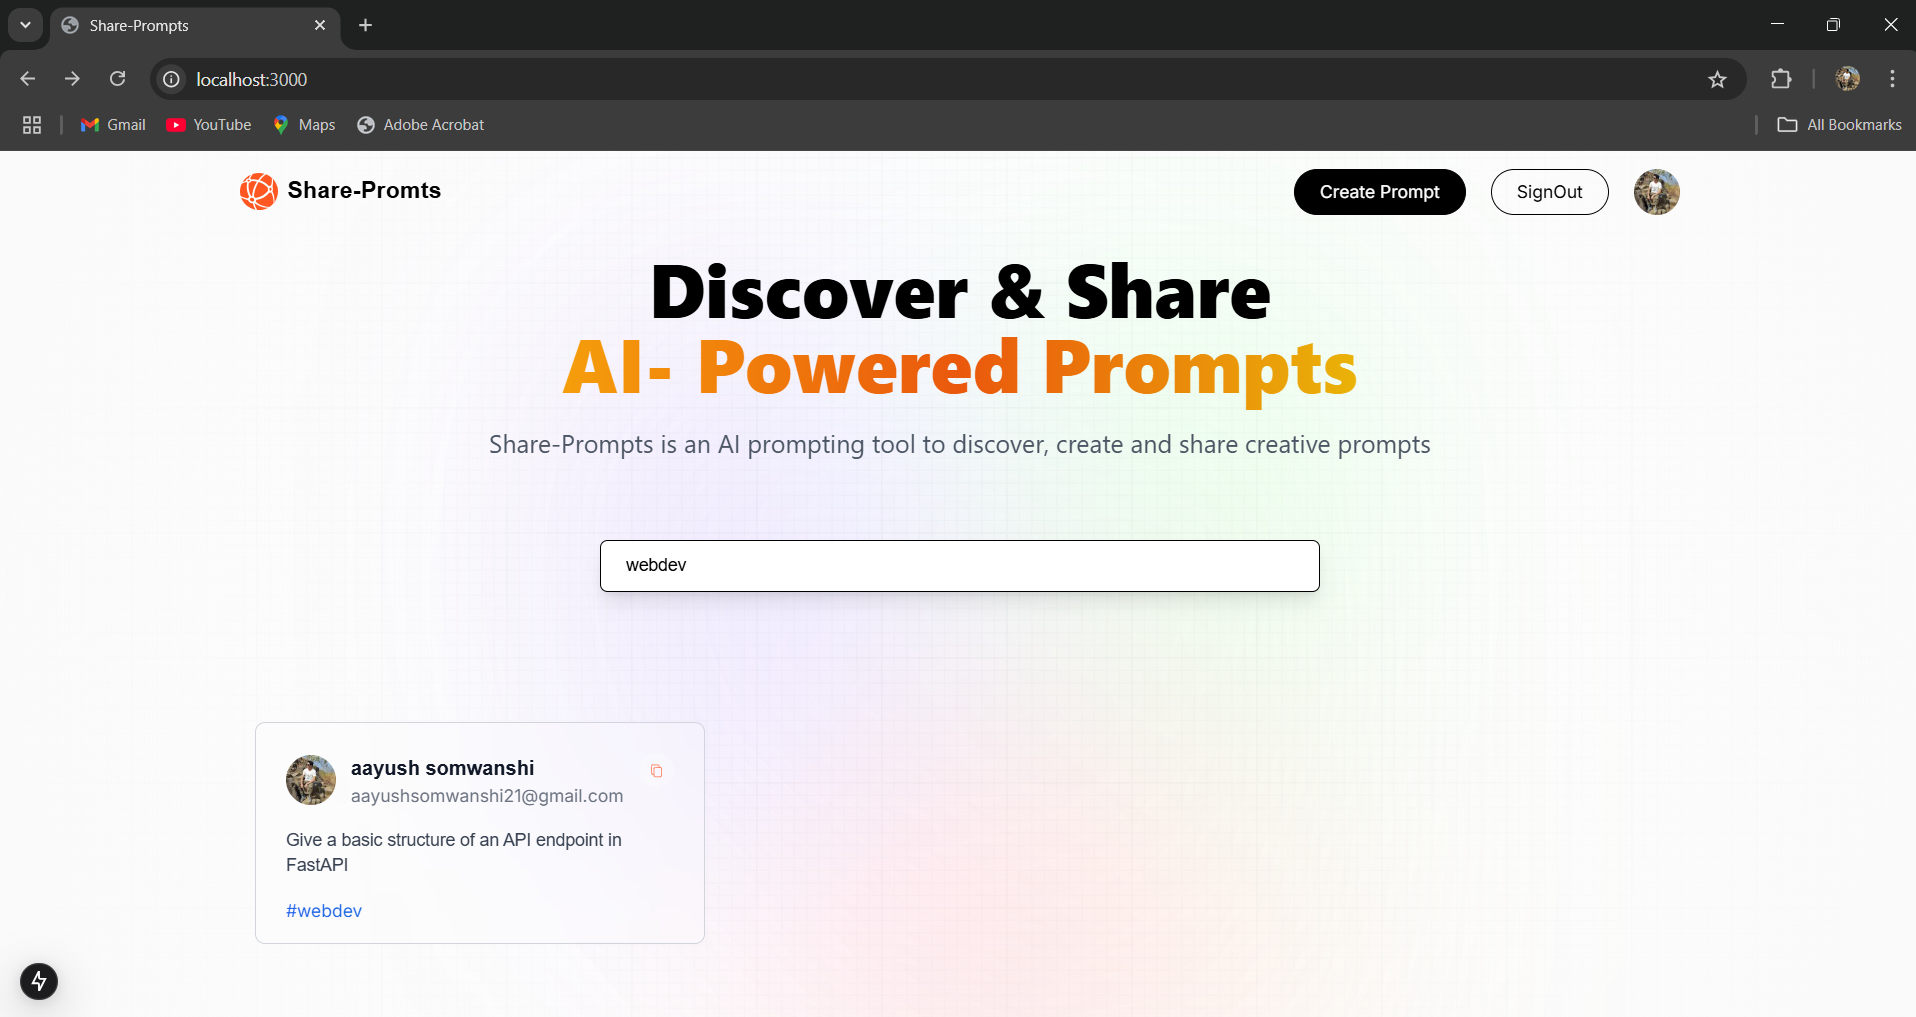 Share-Prompts
localhost:3000
Gmail
YouTube
Maps
Adobe Acrobat
All Bookmarks
Share-Promts
Create Prompt
SignOut
Discover & Share
AI- Powered Prompts
Share-Prompts is an AI prompting tool to discover, create and share creative prompts
webdev
aayush somwanshi
aayushsomwanshi21@gmail.com
Give a basic structure of an API endpoint in
FastAPI
#webdev